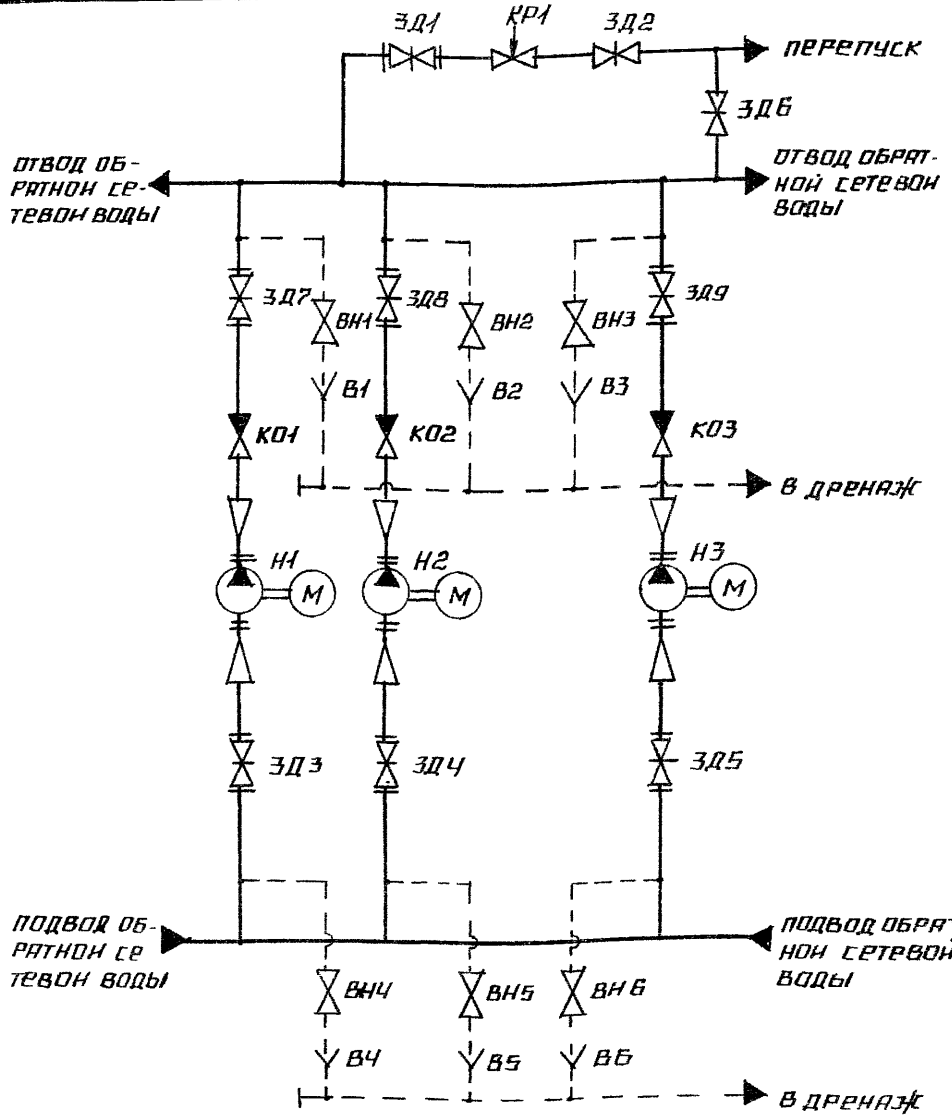 ЗД1
КР1
ЗД2
ПЕРЕПУСК
ЗД6
ОТВОД ОБ-
РАТНОЙ СЕ-
ТЕВОЙ ВОДЫ
ОТВОД ОБРАТ-
НОЙ СЕТЕВОЙ
ВОДЫ
ЗД7
ЗД8
ЗД9
ВН1
ВН2
ВН3
В1
В2
В3
КО1
КО2
КО3
В ДРЕНАЖ
Н1
Н2
Н3
М
М
М
ЗД3
ЗД4
ЗД5
ПОДВОД ОБ-
РАТНОЙ СЕ
ТЕВОЙ ВОДЫ
ПОДВОД ОБРАТ
НОЙ СЕТЕВОЙ
ВОДЫ
ВН4
ВН5
ВН6
В4
В5
В6
В ДРЕНАЖ